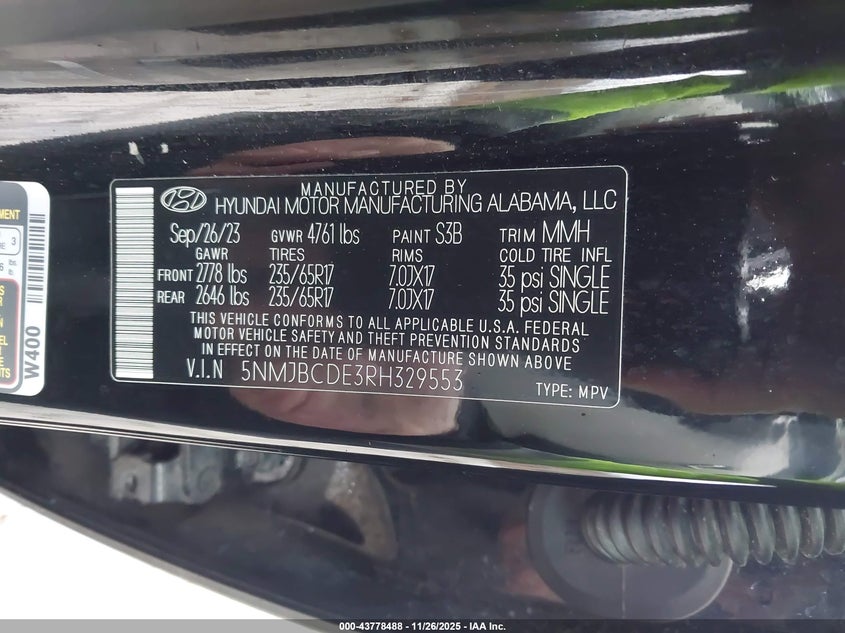 MANUFACTURED BY
HYUNDAI MOTOR MANUFACTURING ALABAMA, LLC
Sep/26/23 GVWR 4761 lbs PAINT S3B TRIM MMH
GAWR TIRES RIMS COLD TIRE INFL
FRONT 2778 lbs 235/65R17 7.0JX17 35 psi SINGLE
REAR 2646 lbs 235/65R17 7.0JX17 35 psi SINGLE
THIS VEHICLE CONFORMS TO ALL APPLICABLE U.S.A. FEDERAL
MOTOR VEHICLE SAFETY AND THEFT PREVENTION STANDARDS
IN EFFECT ON THE DATE OF MANUFACTURE SHOWN ABOVE
V.I.N 5NMJBCDE3RH329553
TYPE: MPV
W400
000-43778488 - 11/26/2025 - IAA Inc.